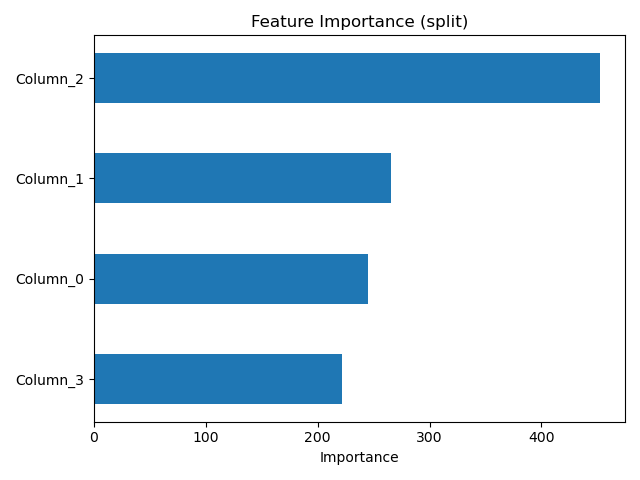 Feature Importance (split)
Column_2
Column_1
Column_0
Column_3
0 100 200 300 400
Importance